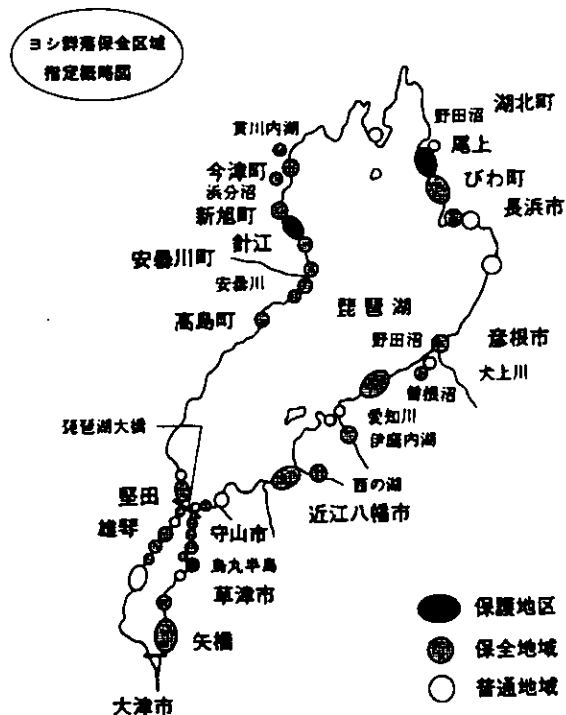 ヨシ群落保全区域
指定概略図
野田沼
湖北町
尾上
びわ町
長浜市
貫川内湖
今津町
浜分沼
新旭町
針江
安曇川町
安曇川
高島町
琵琶湖
野田沼
彦根市
犬上川
曽根沼
愛知川
伊庭内湖
西の湖
近江八幡市
琵琶湖大橋
堅田
雄琴
守山市
烏丸半島
草津市
矢橋
大津市
保護地区
保全地域
普通地域